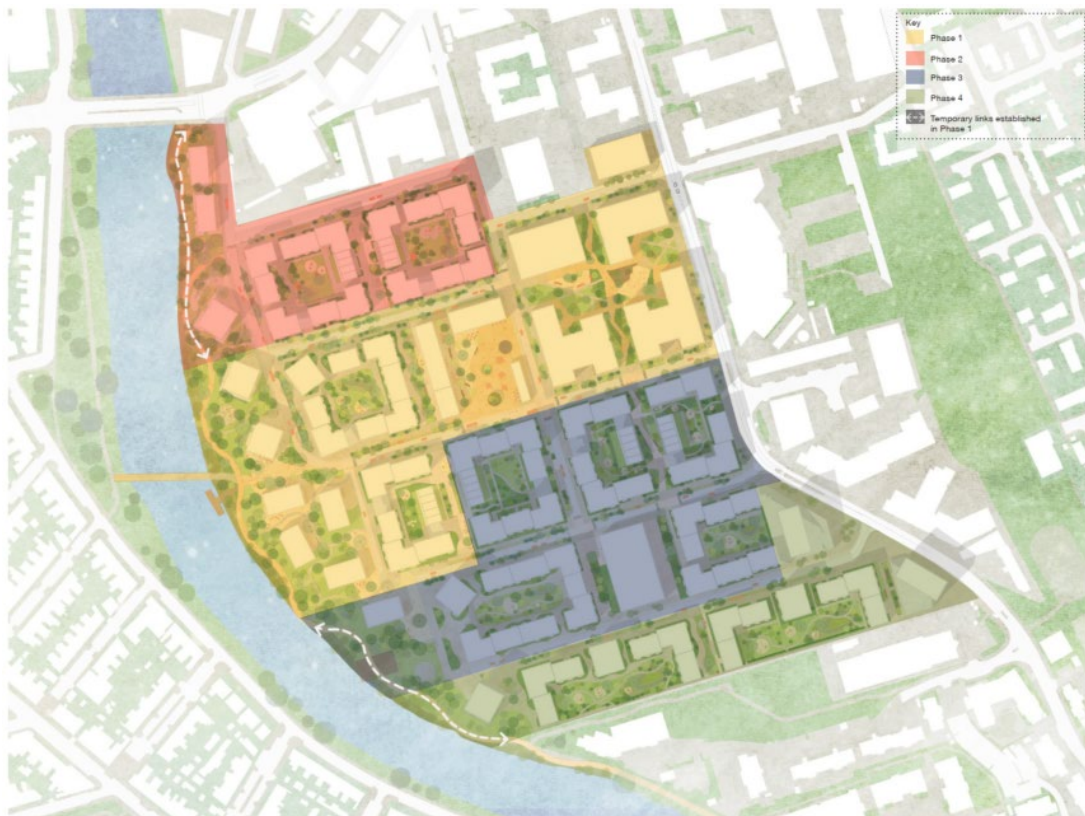 Key
Phase 1
Phase 2
Phase 3
Phase 4
Temporary links established
in Phase 1